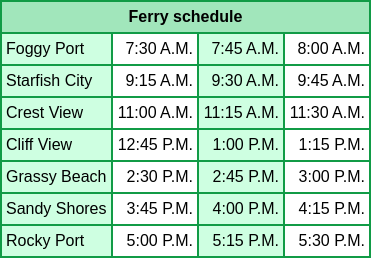 Ferry schedule
Foggy Port 7:30 A.M. 7:45 A.M. 8:00 A.M.
Starfish City 9:15 A.M. 9:30 A.M. 9:45 A.M.
Crest View 11:00 A.M. 11:15 A.M. 11:30 A.M.
Cliff View 12:45 P.M. 1:00 P.M. 1:15 P.M.
Grassy Beach 2:30 P.M. 2:45 P.M. 3:00 P.M.
Sandy Shores 3:45 P.M. 4:00 P.M. 4:15 P.M.
Rocky Port 5:00 P.M. 5:15 P.M. 5:30 P.M.